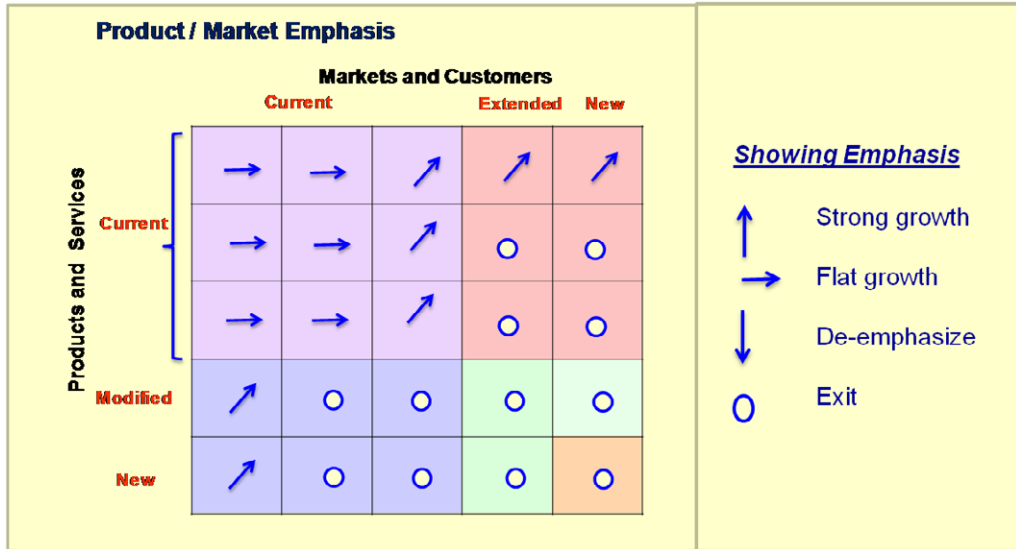 Product / Market Emphasis
Markets and Customers
Current
Extended
New
Products and Services
Current
Modified
New
Showing Emphasis
Strong growth
Flat growth
De-emphasize
Exit